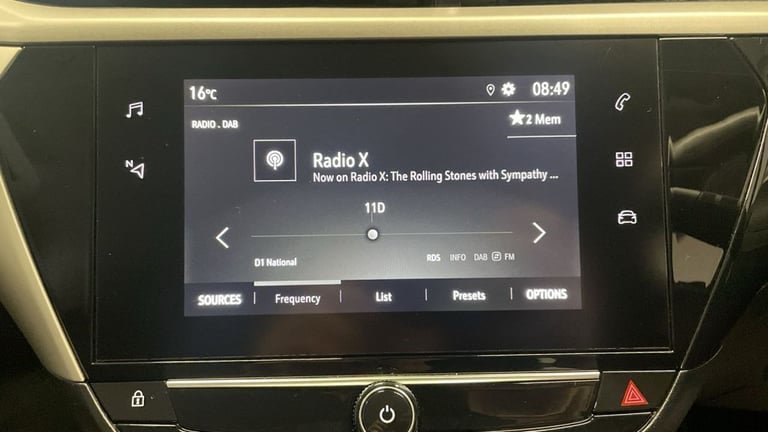 16°C 08:49
RADIO . DAB 2 Mem
Radio X
Now on Radio X: The Rolling Stones with Sympathy ...
11D
D1 National RDS INFO DAB FM
SOURCES Frequency List Presets OPTIONS
N